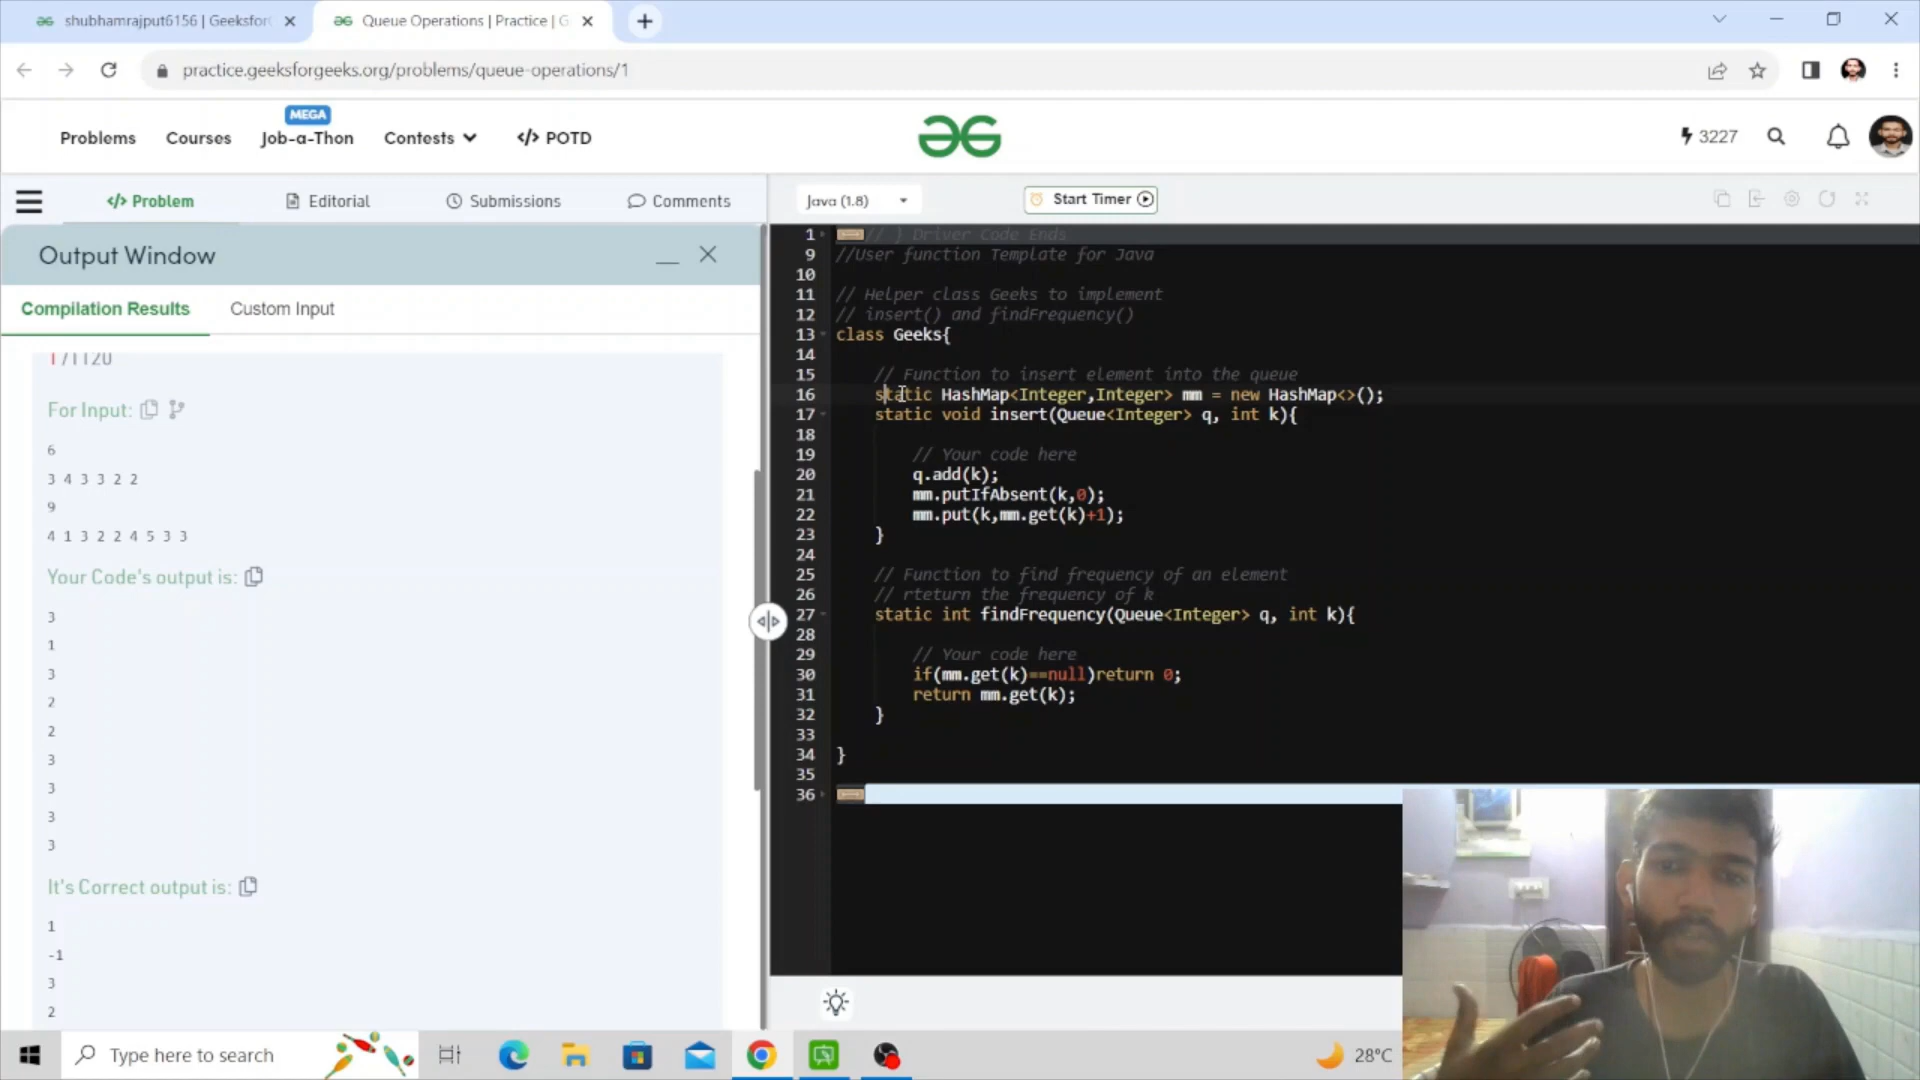 shubhamrajput6156 | Geeksfor
Queue Operations | Practice | G
practice.geeksforgeeks.org/problems/queue-operations/1
MEGA
Problems
Courses
Job-a-Thon
Contests
</> POTD
3227
</> Problem
Editorial
Submissions
Comments
Java (1.8)
Start Timer
Output Window
Compilation Results
Custom Input
1 /1120
For Input:
6
3 4 3 3 2 2
9
4 1 3 2 2 4 5 3 3
Your Code's output is:
3
1
3
2
2
3
3
3
3
It's Correct output is:
1
-1
3
2
1 // } Driver Code Ends
9 //User function Template for Java
10
11 // Helper class Geeks to implement
12 // insert() and findFrequency()
13 class Geeks{
14
15 // Function to insert element into the queue
16 static HashMap<Integer,Integer> mm = new HashMap<>();
17 static void insert(Queue<Integer> q, int k){
18
19 // Your code here
20 q.add(k);
21 mm.putIfAbsent(k,0);
22 mm.put(k,mm.get(k)+1);
23 }
24
25 // Function to find frequency of an element
26 // rteturn the frequency of k
27 static int findFrequency(Queue<Integer> q, int k){
28
29 // Your code here
30 if(mm.get(k)==null)return 0;
31 return mm.get(k);
32 }
33
34 }
35
36
Type here to search
28°C